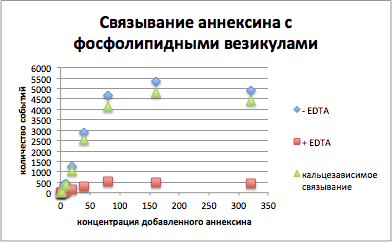 Связывание аннексина с
фосфолипидными везикулами
количество событий
6000
5500
5000
4500
4000
3500
3000
2500
2000
1500
1000
500
0
0 50 100 150 200 250 300 350
концентрация добавленного аннексина
- EDTA
+ EDTA
кальцезависимое
связывание